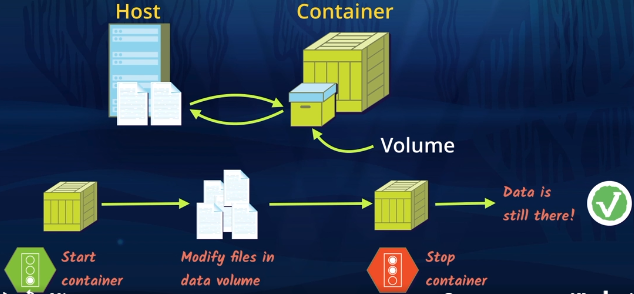 Host
Container
Volume
Data is
still there!
Start
container
Modify files in
data volume
Stop
container